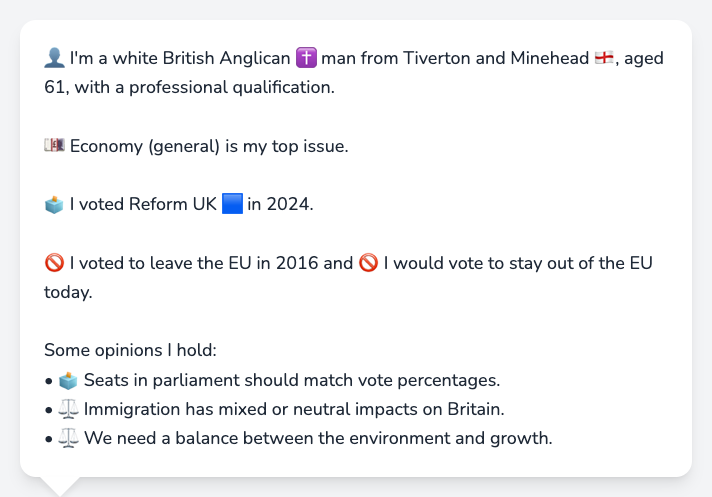 👤 I'm a white British Anglican ✝️ man from Tiverton and Minehead 🏴󠁧󠁢󠁥󠁮󠁧󠁿, aged
61, with a professional qualification.
💷 Economy (general) is my top issue.
🗳️ I voted Reform UK 🟦 in 2024.
🚫 I voted to leave the EU in 2016 and 🚫 I would vote to stay out of the EU
today.
Some opinions I hold:
• 🗳️ Seats in parliament should match vote percentages.
• ⚖️ Immigration has mixed or neutral impacts on Britain.
• ⚖️ We need a balance between the environment and growth.